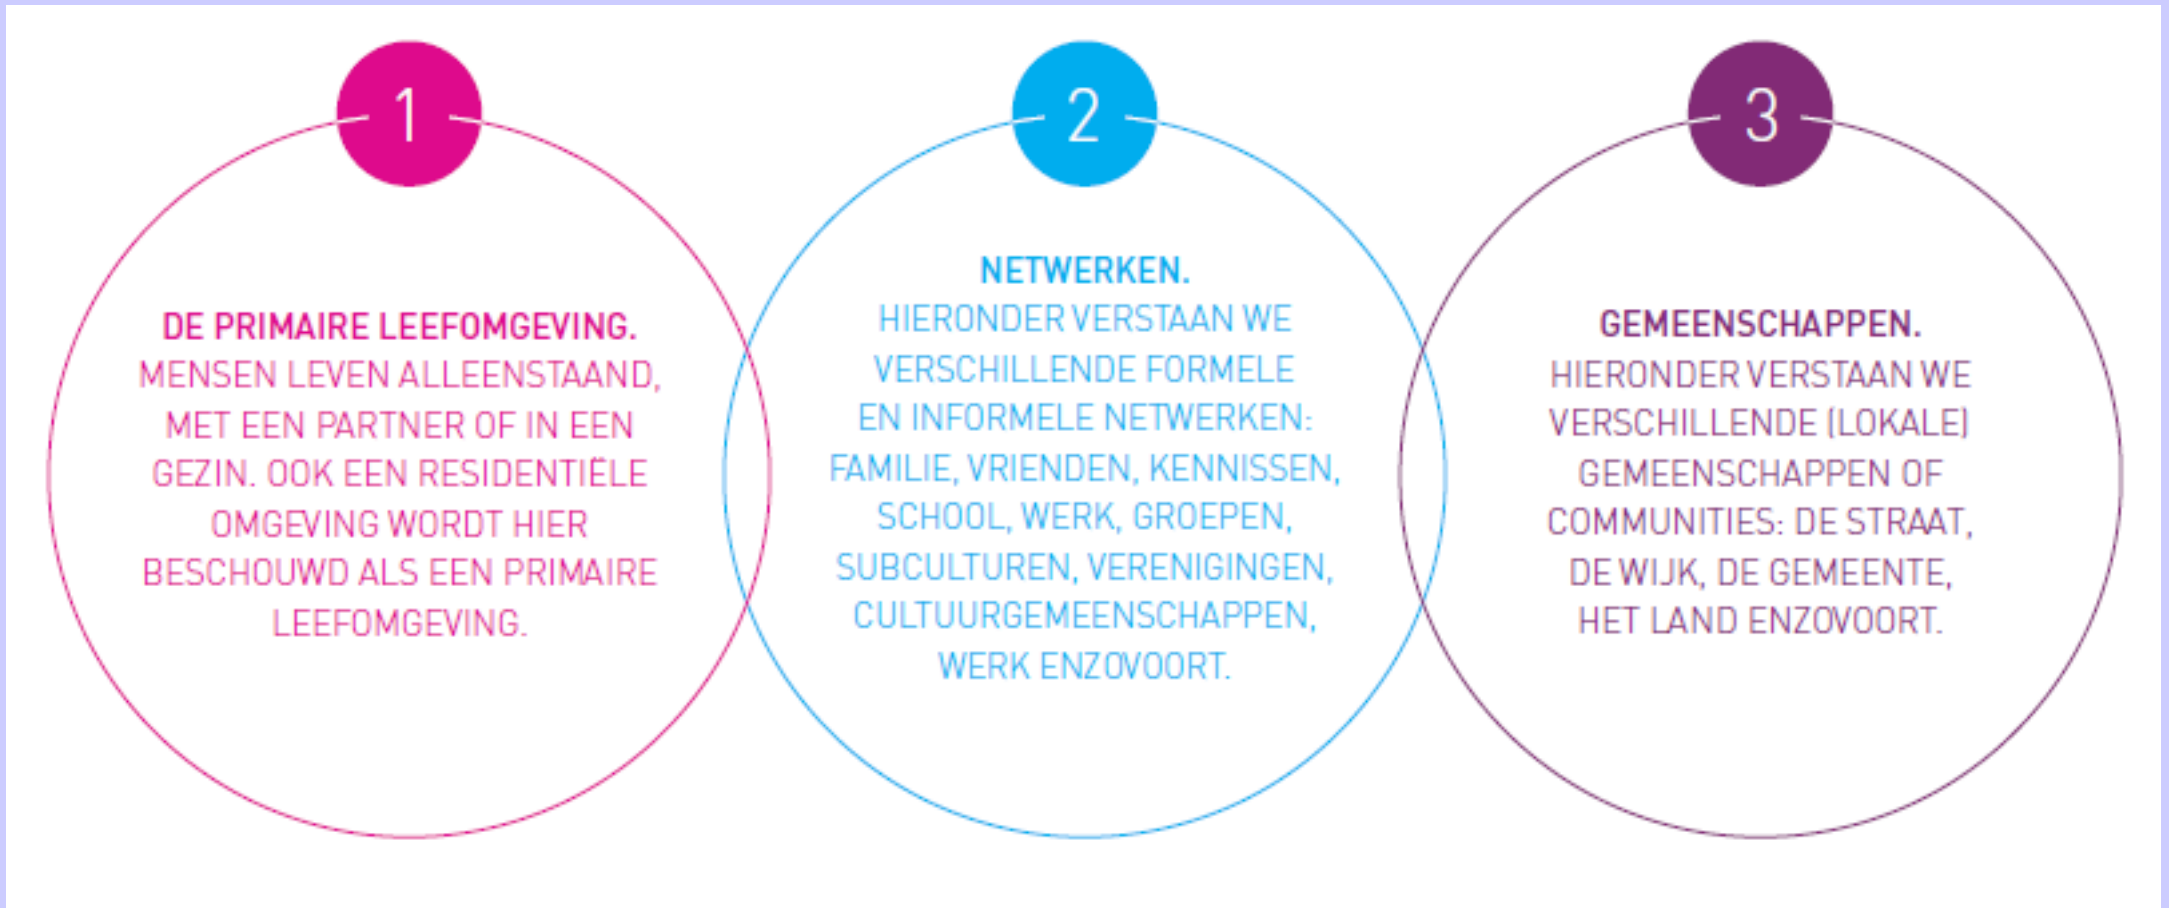 1
DE PRIMAIRE LEEFOMGEVING.
MENSEN LEVEN ALLEENSTAAND,
MET EEN PARTNER OF IN EEN
GEZIN. OOK EEN RESIDENTIËLE
OMGEVING WORDT HIER
BESCHOUWD ALS EEN PRIMAIRE
LEEFOMGEVING.
2
NETWERKEN.
HIERONDER VERSTAAN WE
VERSCHILLENDE FORMELE
EN INFORMELE NETWERKEN:
FAMILIE, VRIENDEN, KENNISSEN,
SCHOOL, WERK, GROEPEN,
SUBCULTUREN, VERENIGINGEN,
CULTUURGEMEENSCHAPPEN,
WERK ENZOVOORT.
3
GEMEENSCHAPPEN.
HIERONDER VERSTAAN WE
VERSCHILLENDE (LOKALE)
GEMEENSCHAPPEN OF
COMMUNITIES: DE STRAAT,
DE WIJK, DE GEMEENTE,
HET LAND ENZOVOORT.